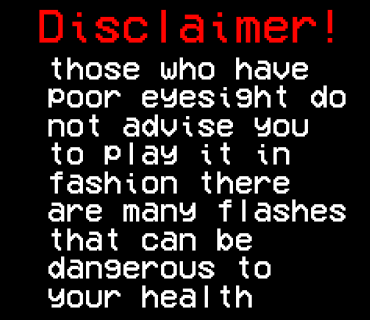 Disclaimer!
those who have
poor eyesight do
not advise you
to play it in
fashion there
are many flashes
that can be
dangerous to
your health